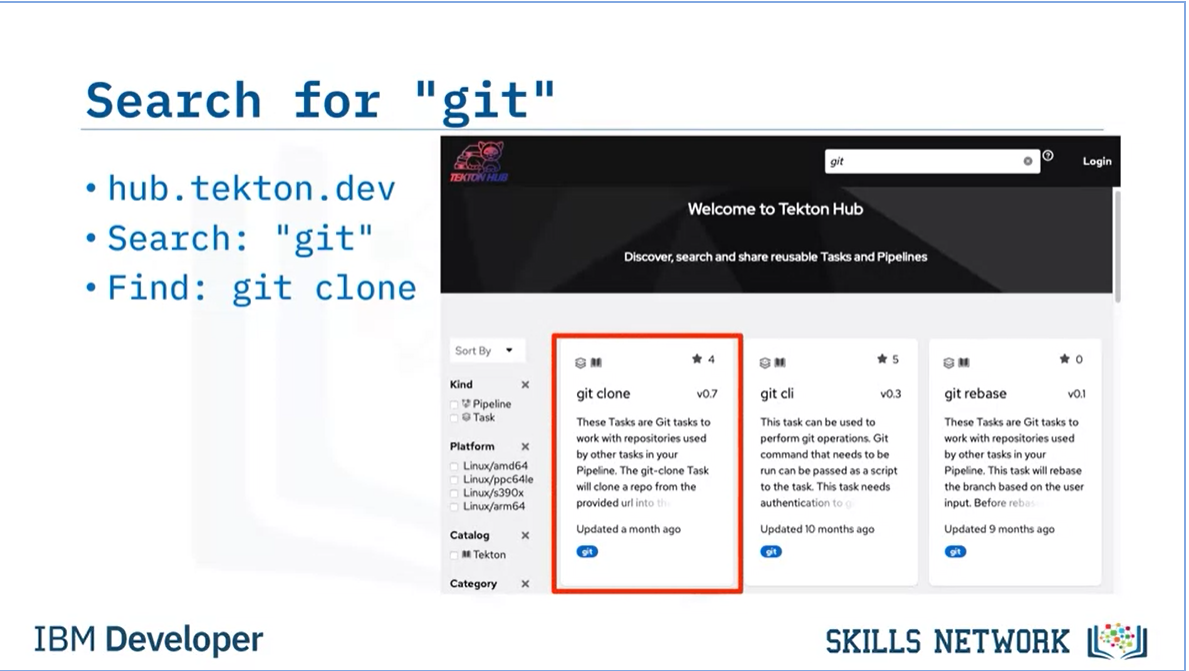 Search for "git"
• hub.tekton.dev
• Search: "git"
• Find: git clone
TEKTON HUB
git
Login
Welcome to Tekton Hub
Discover, search and share reusable Tasks and Pipelines
Sort By
Kind
Pipeline
Task
Platform
Linux/amd64
Linux/ppc64le
Linux/s390x
Linux/arm64
Catalog
Tekton
Category
4
git clone v0.7
These Tasks are Git tasks to
work with repositories used
by other tasks in your
Pipeline. The git-clone Task
will clone a repo from the
provided url into
Updated a month ago
git
5
git cli v0.3
This task can be used to
perform git operations. Git
command that needs to be
run can be passed as a script
to the task. This task needs
authentication to
Updated 10 months ago
git
0
git rebase v0.1
These Tasks are Git tasks to
work with repositories used
by other tasks in your
Pipeline. This task will rebase
the branch based on the user
input. Before
Updated 9 months ago
git
IBM Developer
SKILLS NETWORK